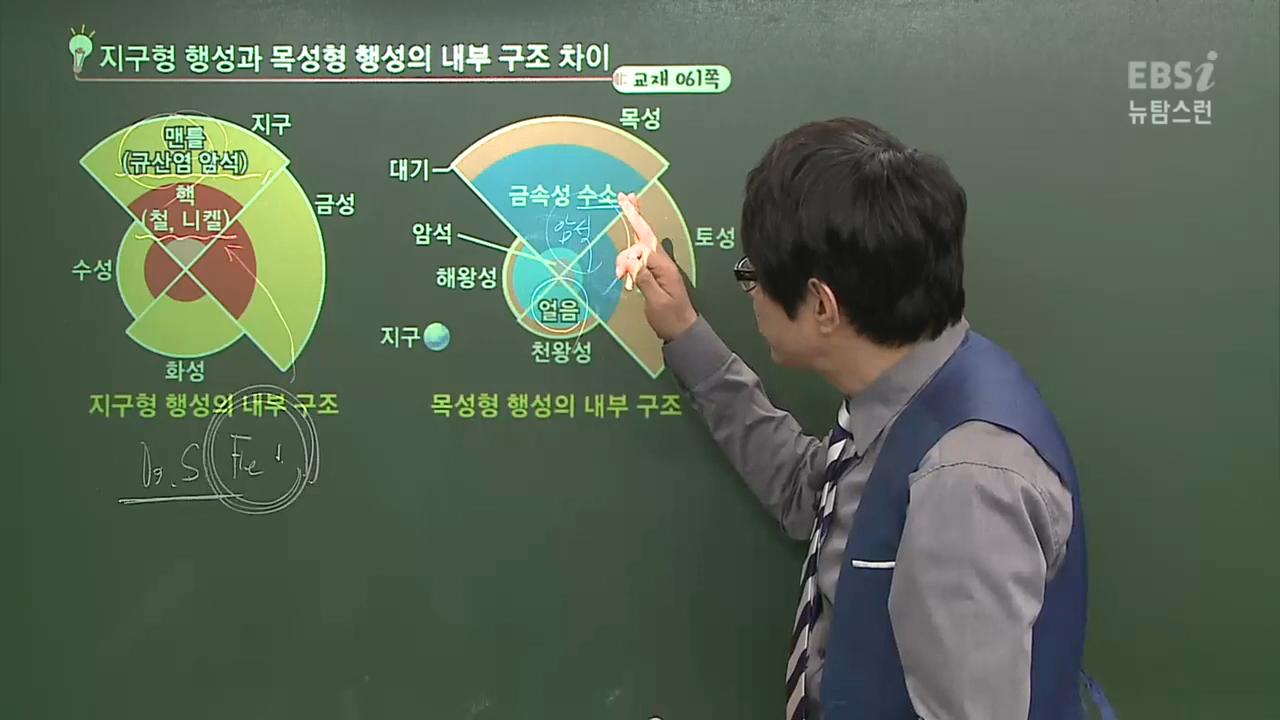 지구형 행성과 목성형 행성의 내부 구조 차이
교재 061쪽
EBSi
뉴탐스런
맨틀
(규산염 암석)
핵
(철, 니켈)
지구
금성
수성
화성
지구형 행성의 내부 구조
Fe
목성
대기
금속성 수소
암석
암석
토성
해왕성
얼음
지구
천왕성
목성형 행성의 내부 구조